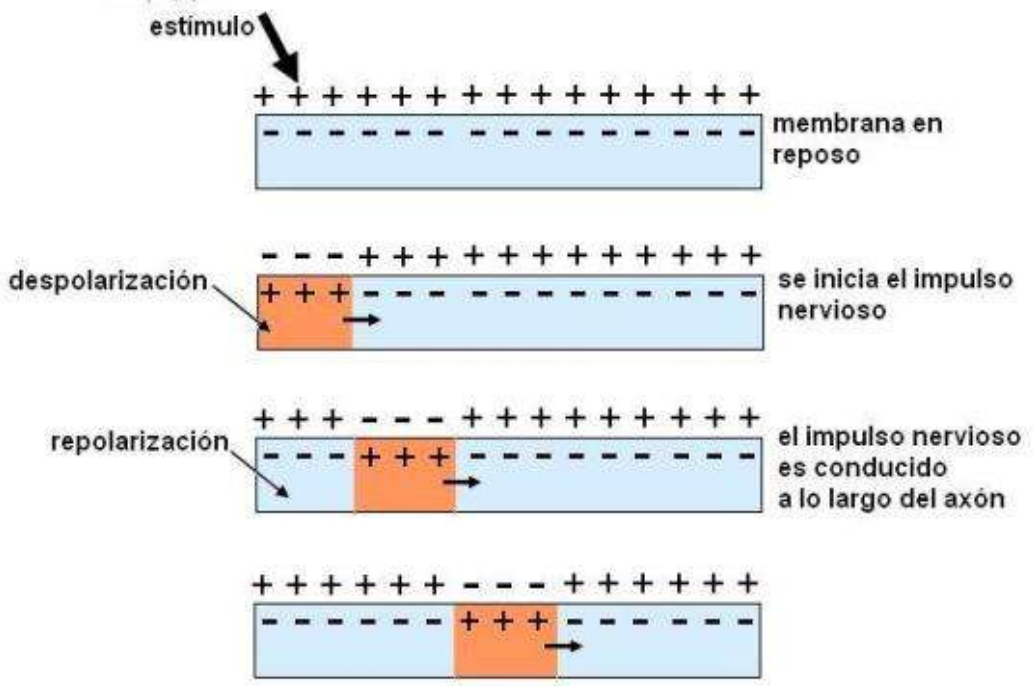 estímulo
+ + + + + + + + + + + + + + +
- - - - - - - - - - - - - - -
membrana en
reposo
- - - + + + + + + + + + + + +
despolarización
+ + + - - - - - - - - - - - -
se inicia el impulso
nervioso
+ + + - - - + + + + + + + + +
repolarización
- - - + + + - - - - - - - - -
el impulso nervioso
es conducido
a lo largo del axón
+ + + + + + - - - + + + + + +
- - - - - - + + + - - - - - -